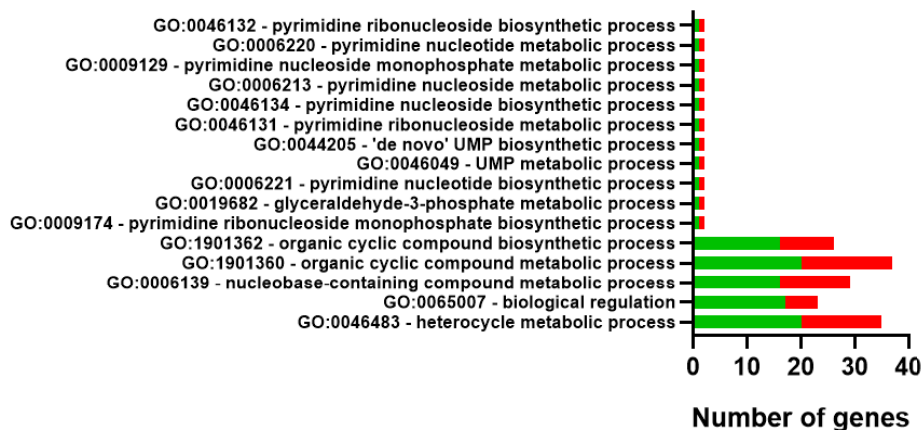 GO:0046132 - pyrimidine ribonucleoside biosynthetic process
GO:0006220 - pyrimidine nucleotide metabolic process
GO:0009129 - pyrimidine nucleoside monophosphate metabolic process
GO:0006213 - pyrimidine nucleoside metabolic process
GO:0046134 - pyrimidine nucleoside biosynthetic process
GO:0046131 - pyrimidine ribonucleoside metabolic process
GO:0044205 - 'de novo' UMP biosynthetic process
GO:0046049 - UMP metabolic process
GO:0006221 - pyrimidine nucleotide biosynthetic process
GO:0019682 - glyceraldehyde-3-phosphate metabolic process
GO:0009174 - pyrimidine ribonucleoside monophosphate biosynthetic process
GO:1901362 - organic cyclic compound biosynthetic process
GO:1901360 - organic cyclic compound metabolic process
GO:0006139 - nucleobase-containing compound metabolic process
GO:0065007 - biological regulation
GO:0046483 - heterocycle metabolic process
0 10 20 30 40
Number of genes